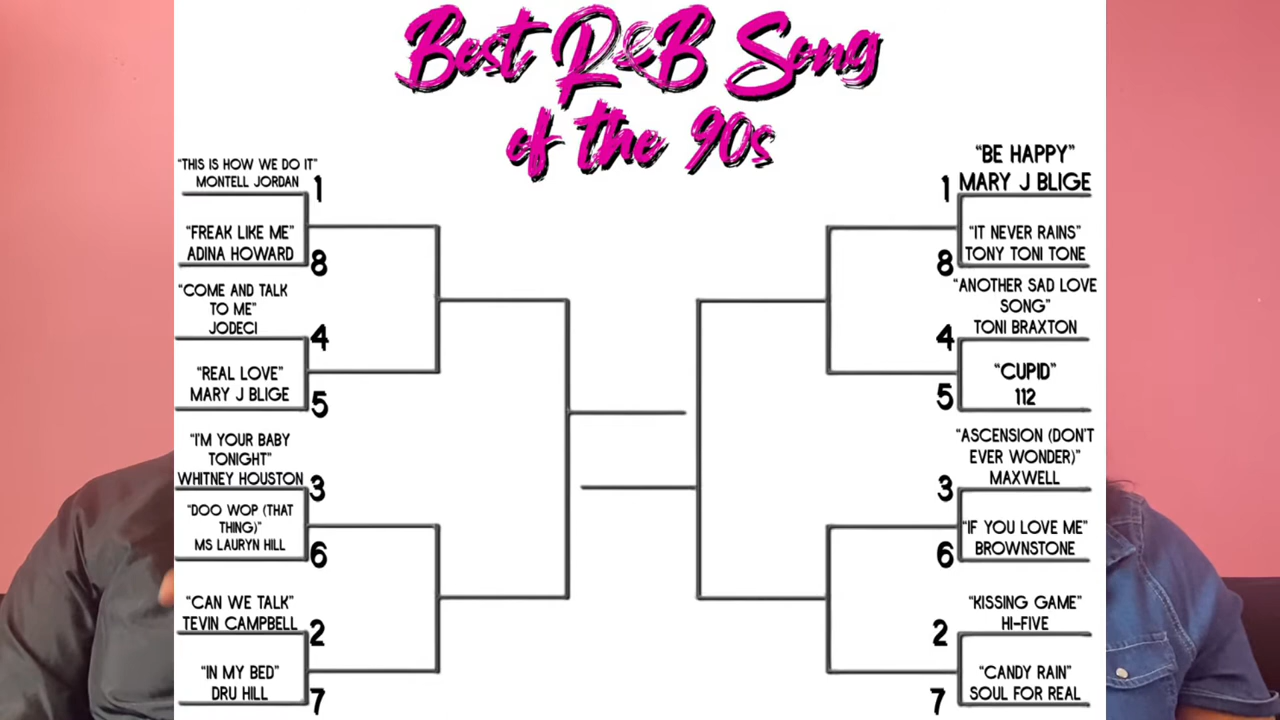 Best R&B Song
of the 90s
"THIS IS HOW WE DO IT"
MONTELL JORDAN
1
"FREAK LIKE ME"
ADINA HOWARD
8
"COME AND TALK
TO ME"
JODECI
4
"REAL LOVE"
MARY J BLIGE
5
"I'M YOUR BABY
TONIGHT"
WHITNEY HOUSTON
3
"DOO WOP (THAT
THING)"
MS LAURYN HILL
6
"CAN WE TALK"
TEVIN CAMPBELL
2
"IN MY BED"
DRU HILL
7
"BE HAPPY"
1 MARY J BLIGE
"IT NEVER RAINS"
8 TONY TONI TONE
"ANOTHER SAD LOVE
SONG"
TONI BRAXTON
4
"CUPID"
5 112
"ASCENSION (DON'T
EVER WONDER)"
MAXWELL
3
"IF YOU LOVE ME"
6 BROWNSTONE
"KISSING GAME"
HI-FIVE
2
"CANDY RAIN"
7 SOUL FOR REAL